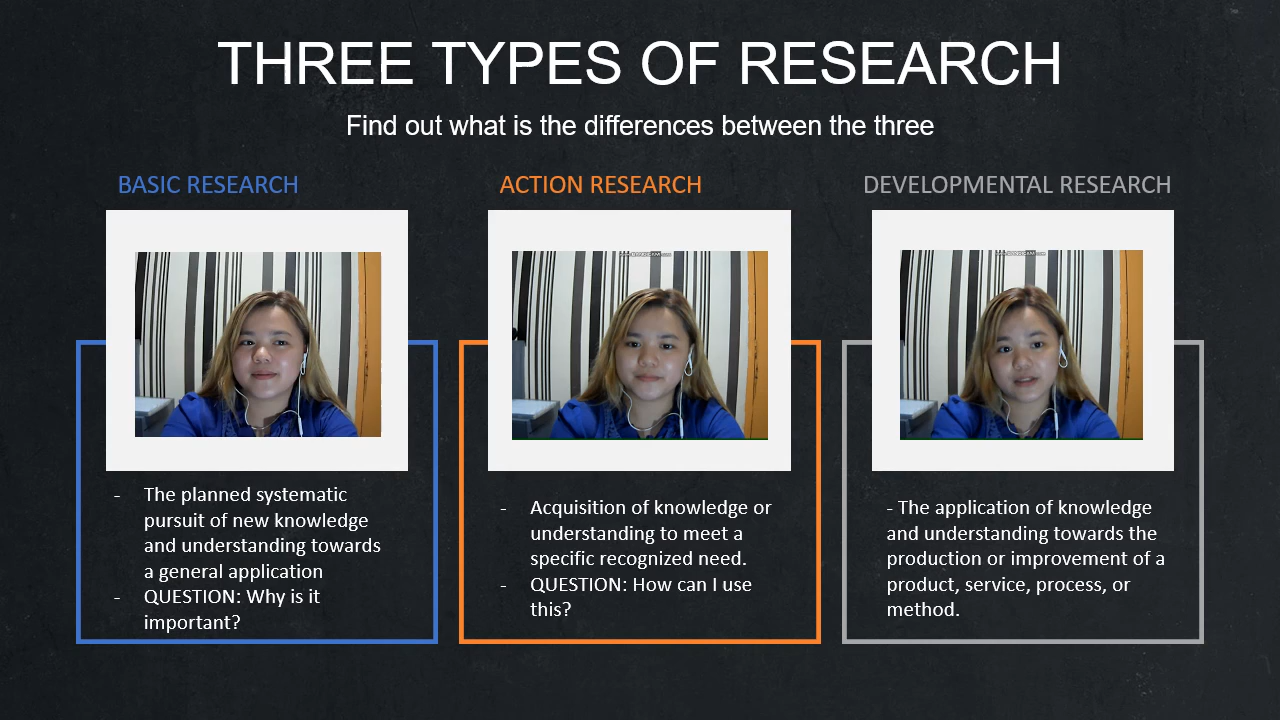 THREE TYPES OF RESEARCH
Find out what is the differences between the three
BASIC RESEARCH
ACTION RESEARCH
DEVELOPMENTAL RESEARCH
- The planned systematic
pursuit of new knowledge
and understanding towards
a general application
- QUESTION: Why is it
important?
- Acquisition of knowledge or
understanding to meet a
specific recognized need.
- QUESTION: How can I use
this?
- The application of knowledge
and understanding towards the
production or improvement of a
product, service, process, or
method.